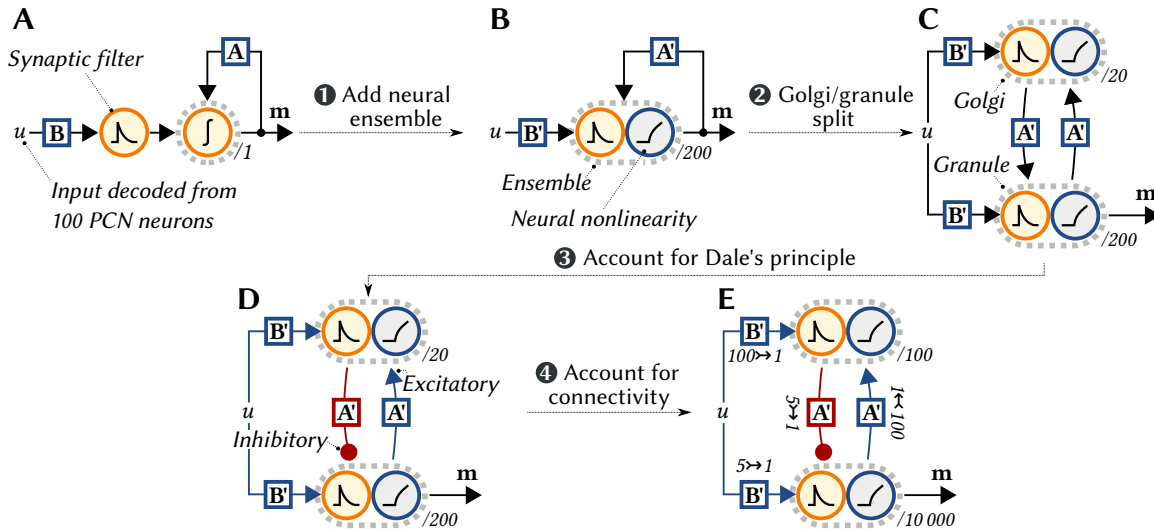 A
Synaptic filter
A
u
B
m
/1
Input decoded from
100 PCN neurons
❶ Add neural
ensemble
B
A'
u
B'
m
/200
Ensemble
Neural nonlinearity
❷ Golgi/granule
split
C
B'
/20
Golgi
u
A'
A'
Granule
B'
m
/200
❸ Account for Dale's principle
D
B'
/20
Excitatory
u
A'
A'
Inhibitory
B'
m
/200
❹ Account for
connectivity
E
B'
100↣1
/100
u
5↣1
A'
A'
1↢100
5↣1
B'
m
/10 000